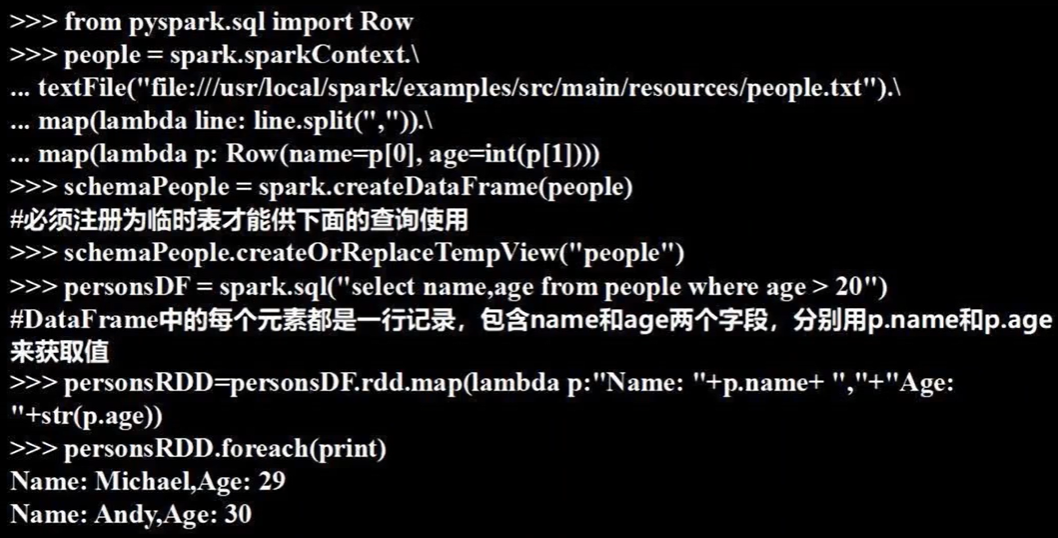 >>> from pyspark.sql import Row
>>> people = spark.sparkContext.\
... textFile("file:///usr/local/spark/examples/src/main/resources/people.txt").\
... map(lambda line: line.split(",")).\
... map(lambda p: Row(name=p[0], age=int(p[1])))
>>> schemaPeople = spark.createDataFrame(people)
#必须注册为临时表才能供下面的查询使用
>>> schemaPeople.createOrReplaceTempView("people")
>>> personsDF = spark.sql("select name,age from people where age > 20")
#DataFrame中的每个元素都是一行记录，包含name和age两个字段，分别用p.name和p.age
来获取值
>>> personsRDD=personsDF.rdd.map(lambda p:"Name: "+p.name+ ","+"Age:
"+str(p.age))
>>> personsRDD.foreach(print)
Name: Michael,Age: 29
Name: Andy,Age: 30